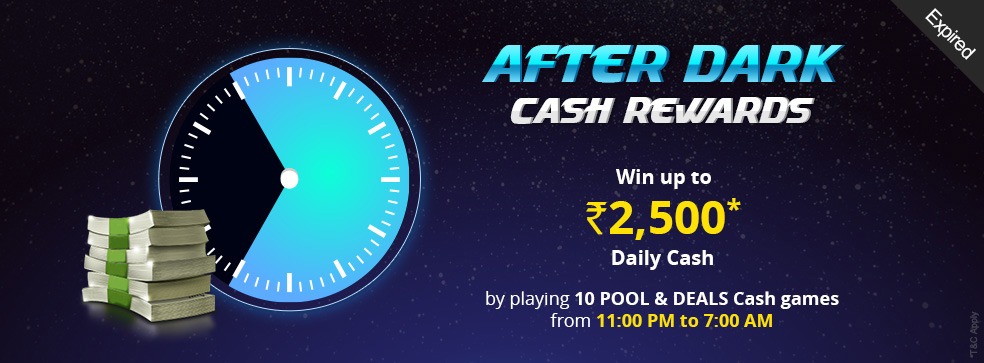 Expired
AFTER DARK
CASH REWARDS
Win up to
₹2,500*
Daily Cash
by playing 10 POOL & DEALS Cash games
from 11:00 PM to 7:00 AM
*T&C Apply